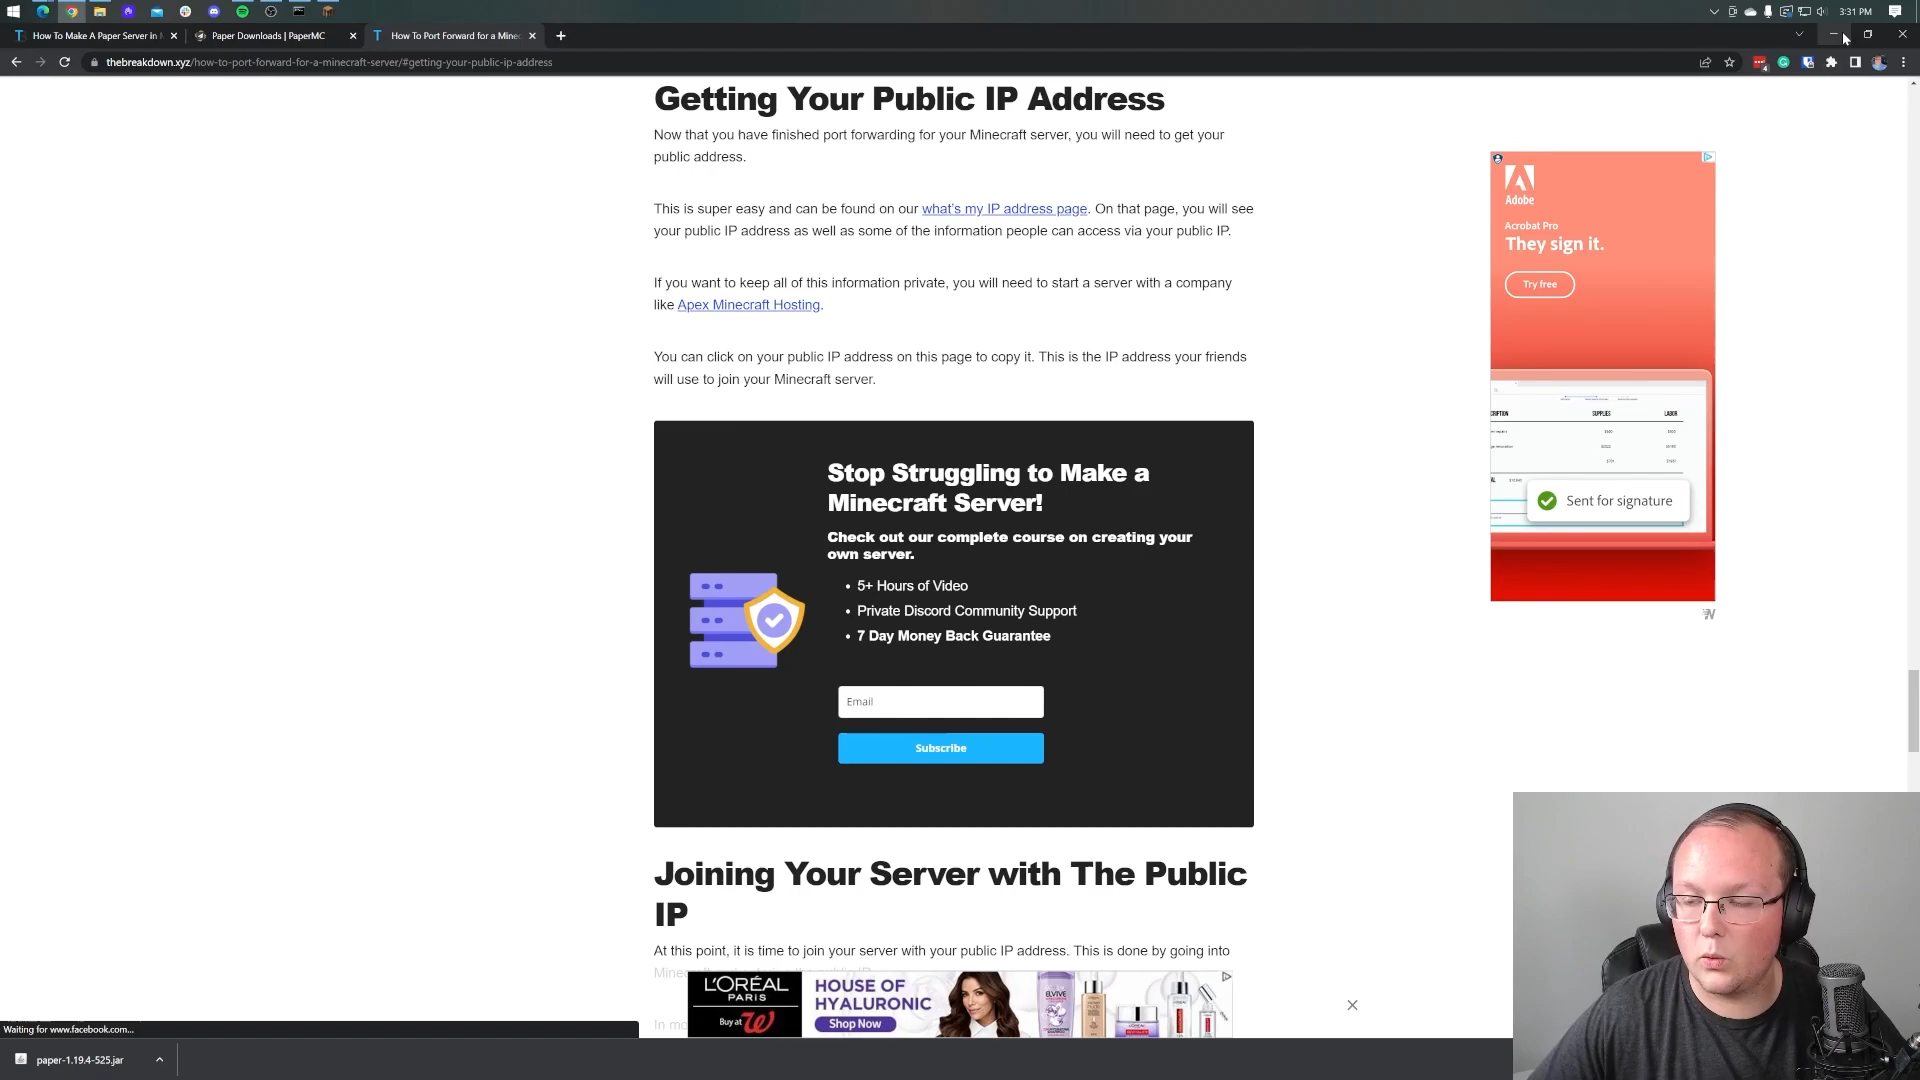 3:31 PM
How To Make A Paper Server in
Paper Downloads | PaperMC
How To Port Forward for a Minec
thebreakdown.xyz/how-to-port-forward-for-a-minecraft-server/#getting-your-public-ip-address
Getting Your Public IP Address
Now that you have finished port forwarding for your Minecraft server, you will need to get your
public address.
This is super easy and can be found on our what's my IP address page. On that page, you will see
your public IP address as well as some of the information people can access via your public IP.
If you want to keep all of this information private, you will need to start a server with a company
like Apex Minecraft Hosting.
You can click on your public IP address on this page to copy it. This is the IP address your friends
will use to join your Minecraft server.
Adobe
Acrobat Pro
They sign it.
Try free
SUPPLIES
LABOR
Sent for signature
Stop Struggling to Make a
Minecraft Server!
Check out our complete course on creating your
own server.
• 5+ Hours of Video
• Private Discord Community Support
• 7 Day Money Back Guarantee
Email
Subscribe
Joining Your Server with The Public
IP
At this point, it is time to join your server with your public IP address. This is done by going into
L'ORÉAL
PARIS
Buy at
HOUSE OF
HYALURONIC
Shop Now
ELVIVE
In mo
Waiting for www.facebook.com...
paper-1.19.4-525.jar